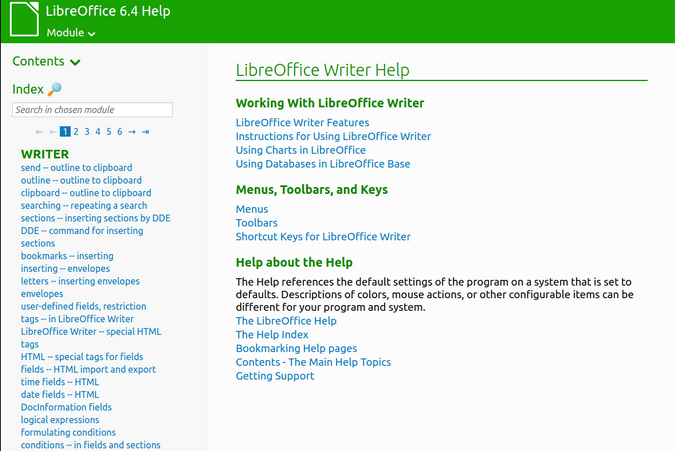 LibreOffice 6.4 Help
Module
Contents
Index
Search in chosen module
⇤ ← 1 2 3 4 5 6 → ⇥
WRITER
send -- outline to clipboard
outline -- outline to clipboard
clipboard -- outline to clipboard
searching -- repeating a search
sections -- inserting sections by DDE
DDE -- command for inserting
sections
bookmarks -- inserting
inserting -- envelopes
letters -- inserting envelopes
envelopes
user-defined fields, restriction
tags -- in LibreOffice Writer
LibreOffice Writer -- special HTML
tags
HTML -- special tags for fields
fields -- HTML import and export
time fields -- HTML
date fields -- HTML
DocInformation fields
logical expressions
formulating conditions
conditions -- in fields and sections
LibreOffice Writer Help
Working With LibreOffice Writer
LibreOffice Writer Features
Instructions for Using LibreOffice Writer
Using Charts in LibreOffice
Using Databases in LibreOffice Base
Menus, Toolbars, and Keys
Menus
Toolbars
Shortcut Keys for LibreOffice Writer
Help about the Help
The Help references the default settings of the program on a system that is set to
defaults. Descriptions of colors, mouse actions, or other configurable items can be
different for your program and system.
The LibreOffice Help
The Help Index
Bookmarking Help pages
Contents - The Main Help Topics
Getting Support